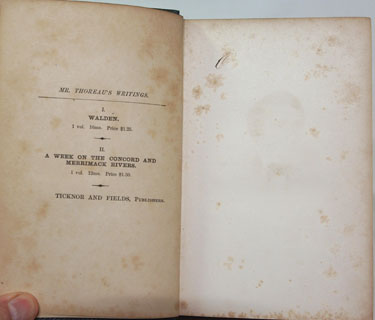 MR. THOREAU'S WRITINGS.
I.
WALDEN.
1 vol. 16mo. Price $1.25.
II.
A WEEK ON THE CONCORD AND
MERRIMACK RIVERS.
1 vol. 12mo. Price $1.50.
TICKNOR AND FIELDS, PUBLISHERS.